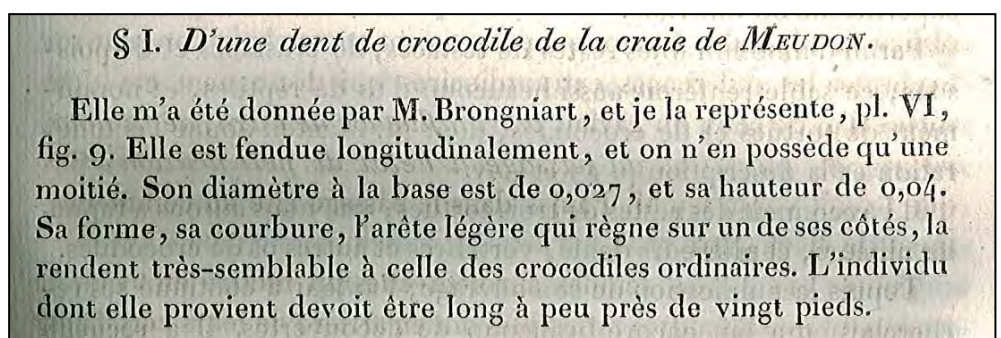 § I. D'une dent de crocodile de la craie de MEUDON.
Elle m'a été donnée par M. Brongniart, et je la représente, pl. VI,
fig. 9. Elle est fendue longitudinalement, et on n'en possède qu'une
moitié. Son diamètre à la base est de 0,027, et sa hauteur de 0,04.
Sa forme, sa courbure, l'arête légère qui règne sur un de ses côtés, la
rendent très-semblable à celle des crocodiles ordinaires. L'individu
dont elle provient devoit être long à peu près de vingt pieds.